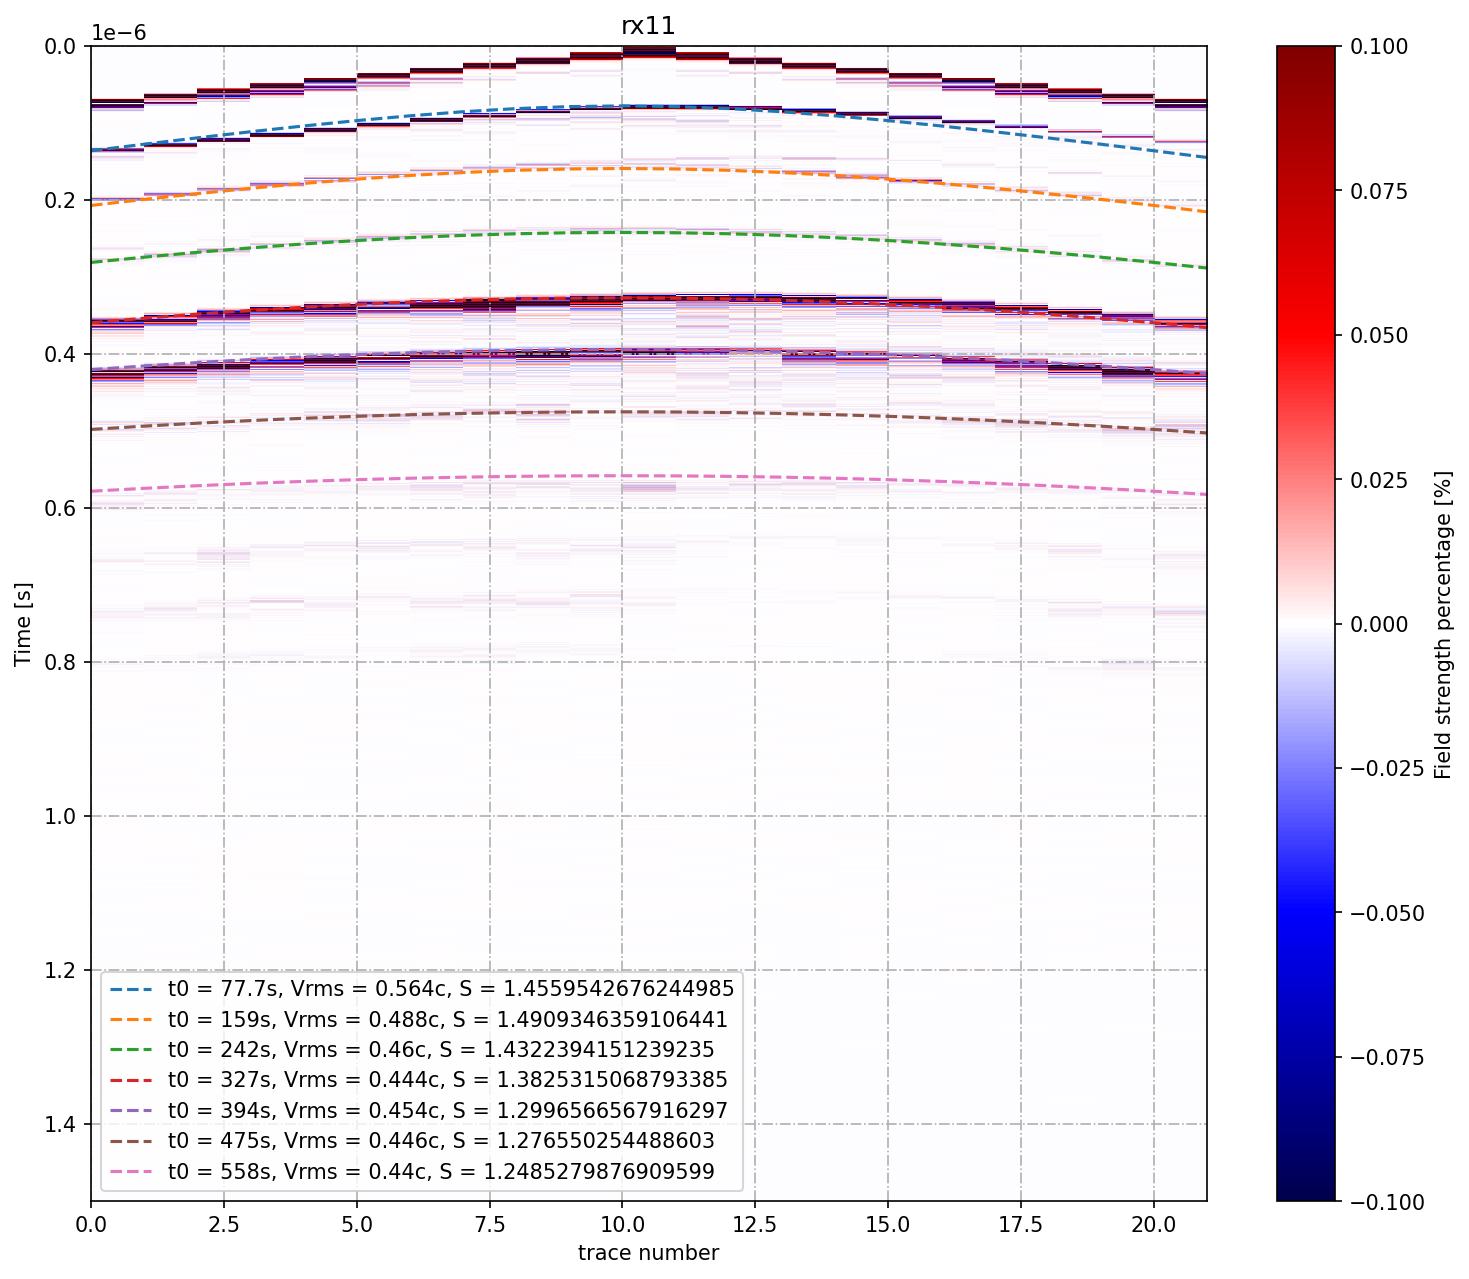 rx11
1e−6
0.0
0.2
0.4
0.6
0.8
1.0
1.2
1.4
Time [s]
t0 = 77.7s, Vrms = 0.564c, S = 1.4559542676244985
t0 = 159s, Vrms = 0.488c, S = 1.4909346359106441
t0 = 242s, Vrms = 0.46c, S = 1.4322394151239235
t0 = 327s, Vrms = 0.444c, S = 1.3825315068793385
t0 = 394s, Vrms = 0.454c, S = 1.2996566567916297
t0 = 475s, Vrms = 0.446c, S = 1.276550254488603
t0 = 558s, Vrms = 0.44c, S = 1.2485279876909599
0.0 2.5 5.0 7.5 10.0 12.5 15.0 17.5 20.0
trace number
0.100
0.075
0.050
0.025
0.000
−0.025
−0.050
−0.075
−0.100
Field strength percentage [%]